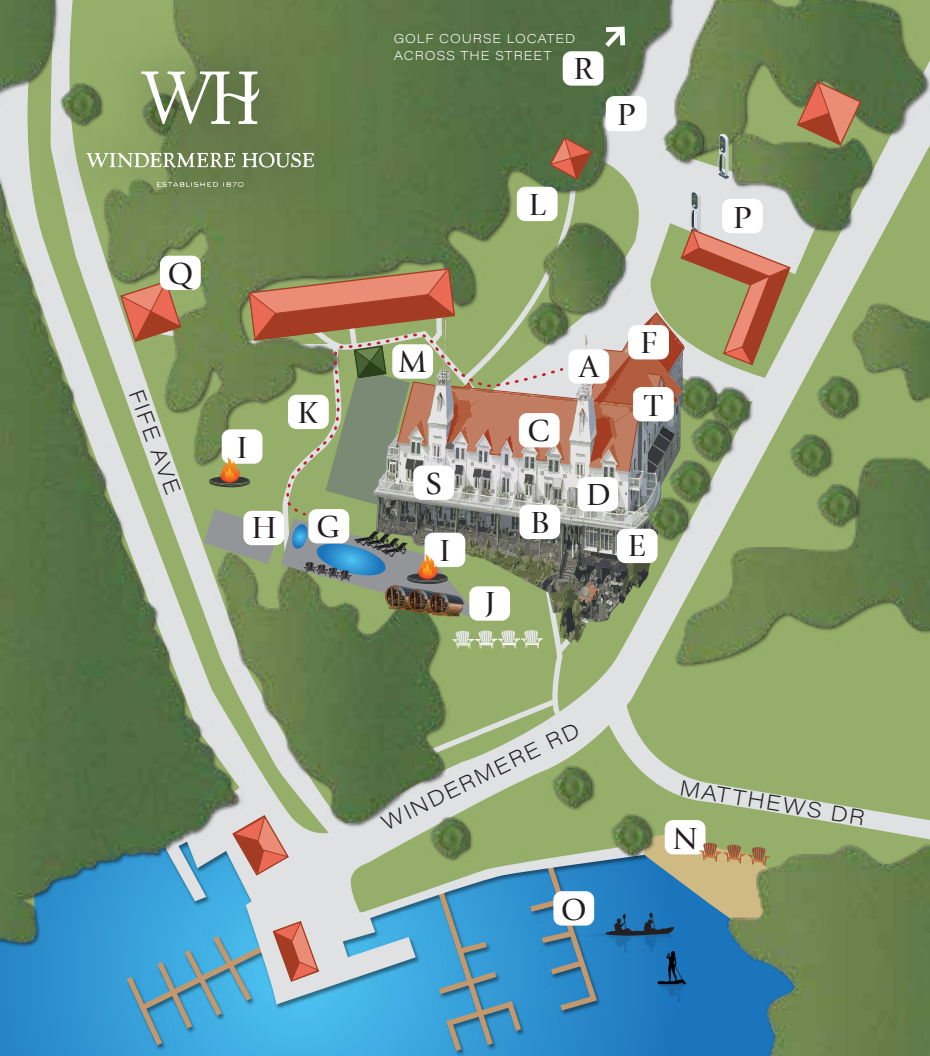 GOLF COURSE LOCATED
ACROSS THE STREET
R
WH
WINDERMERE HOUSE
ESTABLISHED 1870
P
L
P
Q
F
M
A
T
K
C
I
S
D
H
G
B
E
I
J
FIFE AVE
WINDERMERE RD
MATTHEWS DR
N
O